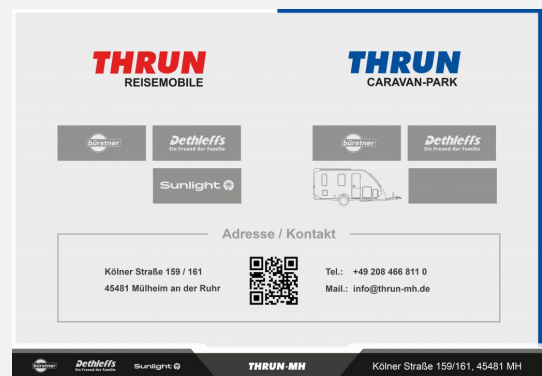 THRUN
REISEMOBILE
THRUN
CARAVAN-PARK
bürstner
Dethleffs
Ein Freund der Familie
bürstner
Dethleffs
Ein Freund der Familie
Sunlight
Adresse / Kontakt
Kölner Straße 159 / 161
45481 Mülheim an der Ruhr
Tel.: +49 208 466 811 0
Mail.: info@thrun-mh.de
bürstner
Dethleffs
Ein Freund der Familie
Sunlight
THRUN-MH
Kölner Straße 159/161, 45481 MH